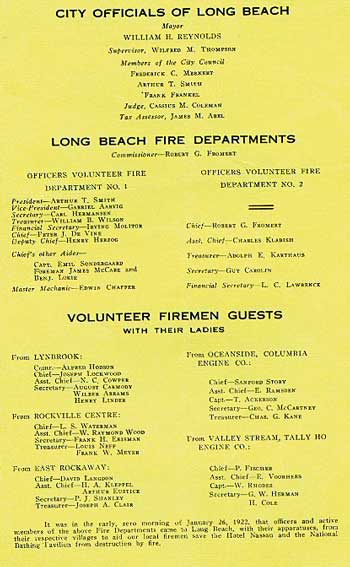 CITY OFFICIALS OF LONG BEACH
Mayor
WILLIAM H. REYNOLDS
Supervisor, WILFRED M. THOMPSON
Members of the City Council
FREDERICK C. MERKERT
ARTHUR T. SMITH
FRANK FRANKEL
Judge, CASSIUS M. COLEMAN
Tax Assessor, JAMES M. ABEL
LONG BEACH FIRE DEPARTMENTS
Commissioner—ROBERT G. FROMERT
OFFICERS VOLUNTEER FIRE
DEPARTMENT NO. 1
President—ARTHUR T. SMITH
Vice-President—GABRIEL AARVIG
Secretary—CARL HERMANSEN
Treasurer—WILLIAM B. WILSON
Financial Secretary—IRVING MOLITOR
Chief—PETER J. DE VINE
Deputy Chief—HENRY HERZOG
Chief's other Aides—
CAPT. EMIL SONDERGAARD
FOREMAN JAMES MCCABE AND
BENJ. LORIE
Master Mechanic—EDWIN CHAFFER
OFFICERS VOLUNTEER FIRE
DEPARTMENT NO. 2
Chief—ROBERT G. FROMERT
Asst. Chief—CHARLES KLABISH
Treasurer—ADOLPH E. KARTHAUS
Secretary—GUY CAROLIN
Financial Secretary—L. C. LAWRENCE
VOLUNTEER FIREMEN GUESTS
WITH THEIR LADIES
From LYNBROOK:
Comr.—ALFRED HOBSON
Chief—JOSEPH LOCKWOOD
Asst. Chief—N. C. COWPER
Secretary—AUGUST CARMOW
WILBER ABRAMS
HENRY LINDER
From ROCKVILLE CENTRE:
Chief—L. S. WATERMAN
Asst. Chief—W. RAYMOND WOOD
Secretary—FRANK H. ERISMAN
Treasurer—LOUIS NEFF
FRANK W. MEYER
From EAST ROCKAWAY:
Chief—DAVID LANGDON
Asst. Chief—H. A. KLEPPEL
ARTHUR EUSTICE
Secretary—P. J. SHANLEY
Treasurer—JOSEPH A. CLAIR
From OCEANSIDE, COLUMBIA
ENGINE CO.:
Chief—SANFORD STORY
Asst. Chief—E. RAMSDEN
Capt.—T. ACKERSON
Secretary—GEO. C. MCCARTNEY
Treasurer—CHAS. G. KANE
From VALLEY STREAM, TALLY HO
ENGINE CO.:
Chief—P. FISCHER
Asst. Chief—E. VOORHEES
Capt.—W. RHODES
Secretary—G. W. HERMAN
H. COLE
It was in the early, zero morning of January 26, 1922, that officers and active
members of the above Fire Departments came to Long Beach, with their apparatuses, from
their respective villages to aid our local firemen save the Hotel Nassau and the National
Bathing Pavilion from destruction by fire.